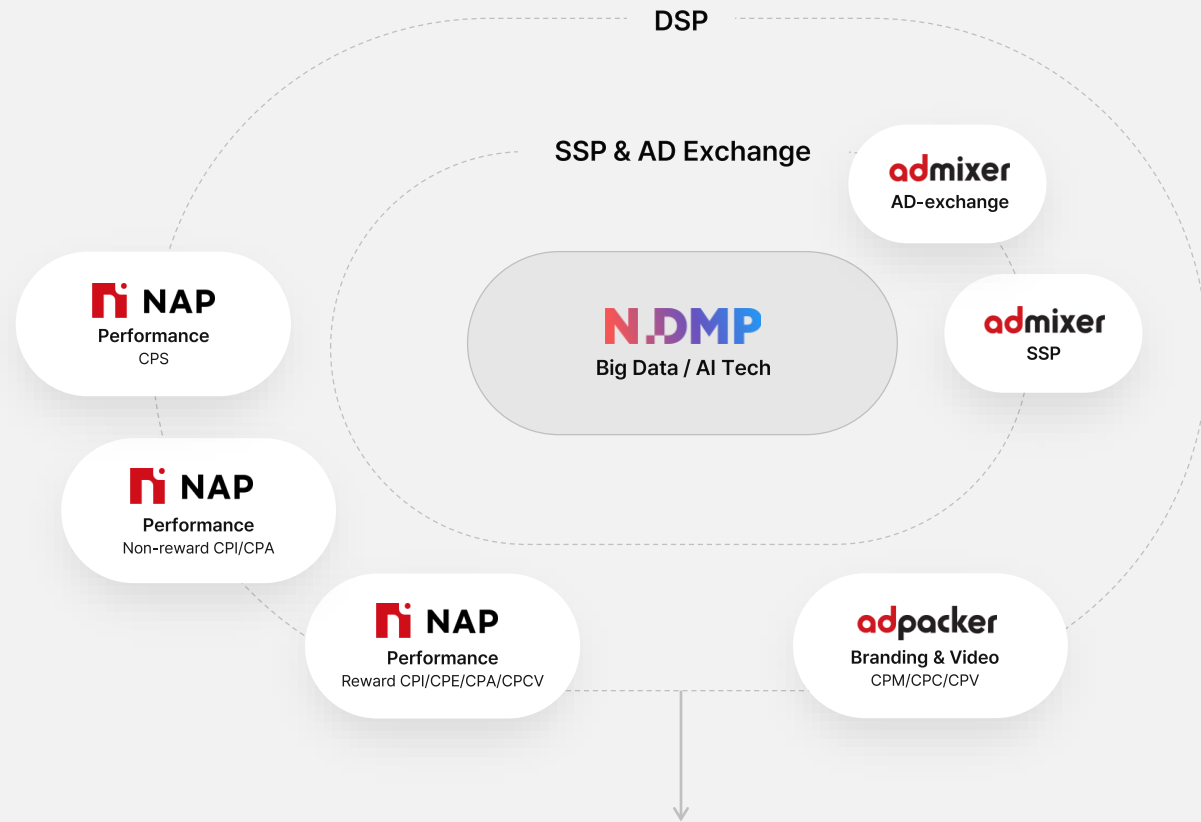 DSP
SSP & AD Exchange
admixer
AD-exchange
NAP
Performance
CPS
N.DMP
Big Data / AI Tech
admixer
SSP
NAP
Performance
Non-reward CPI/CPA
NAP
Performance
Reward CPI/CPE/CPA/CPCV
adpacker
Branding & Video
CPM/CPC/CPV